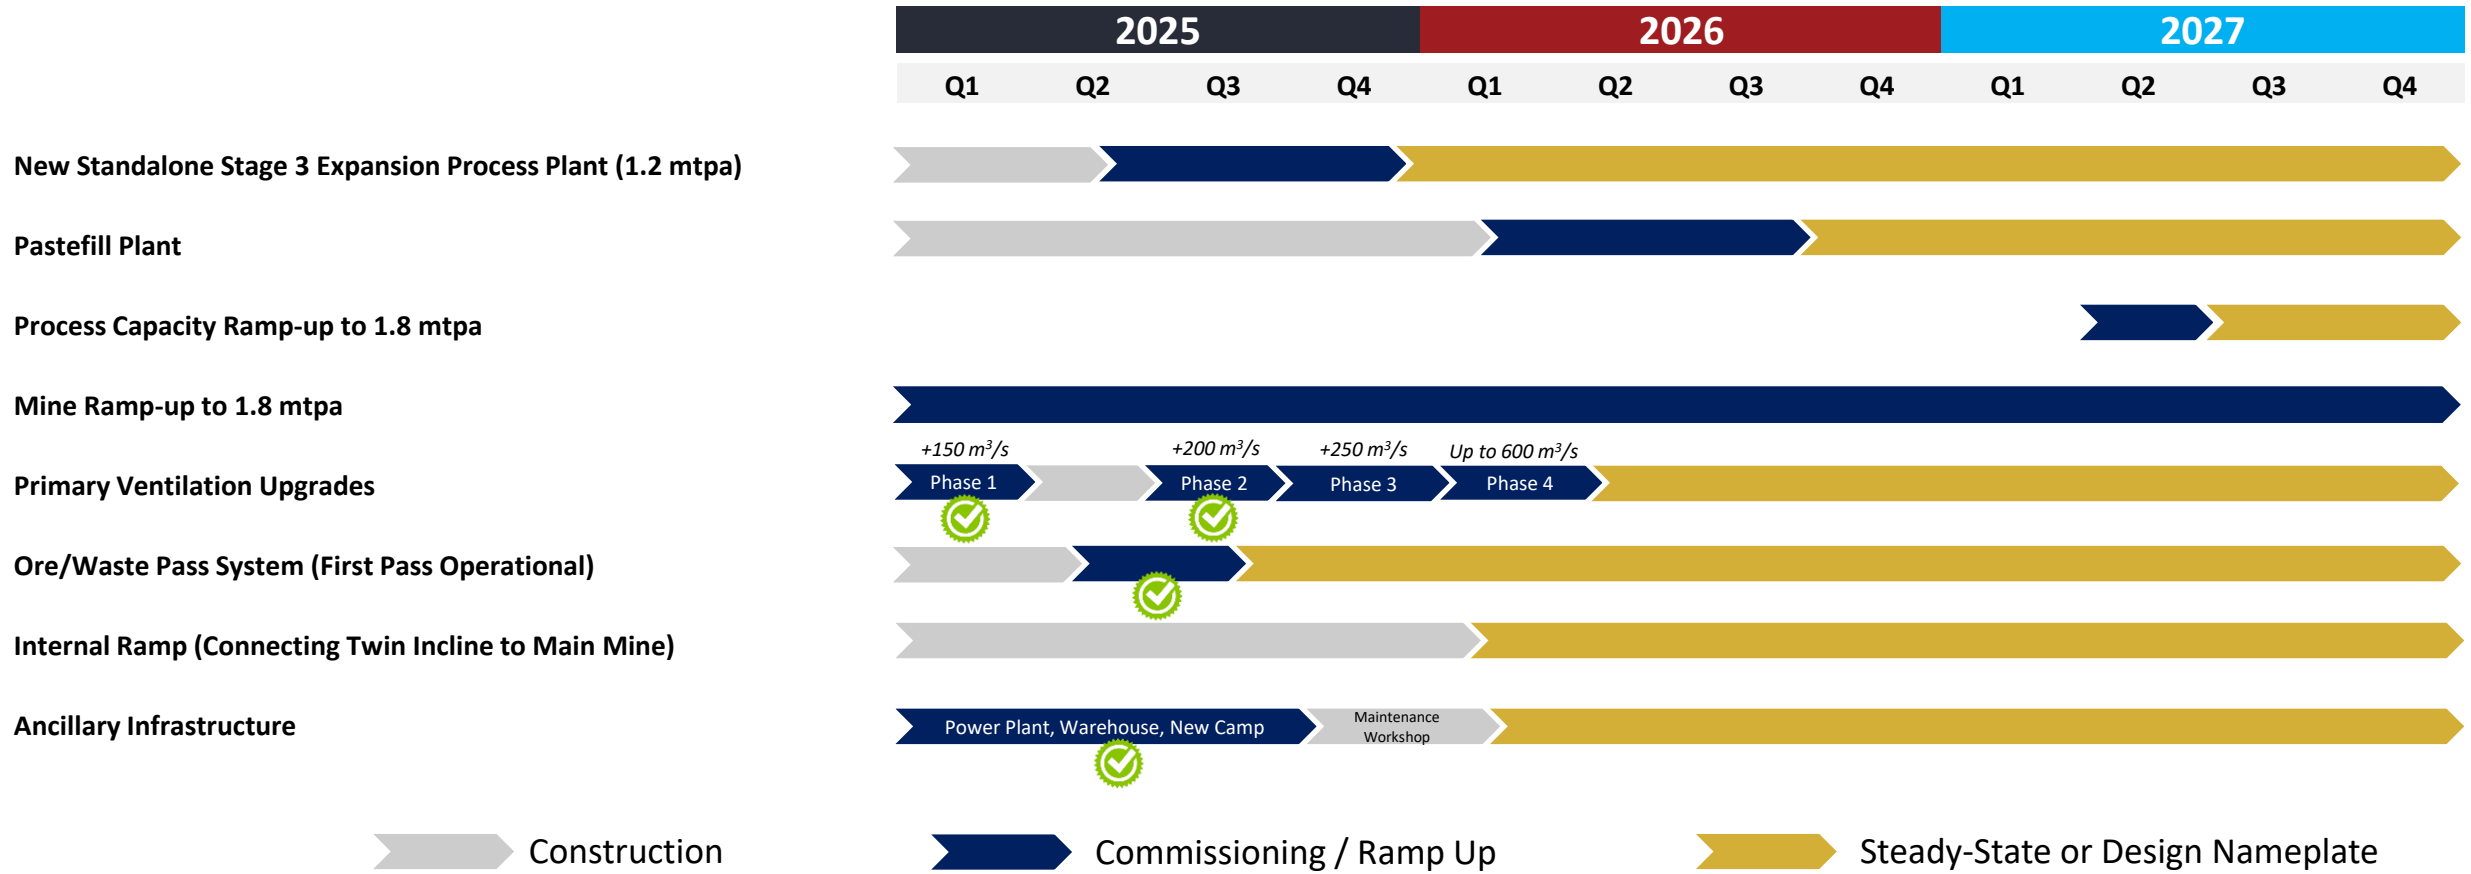 2025 2026 2027
Q1 Q2 Q3 Q4 Q1 Q2 Q3 Q4 Q1 Q2 Q3 Q4
New Standalone Stage 3 Expansion Process Plant (1.2 mtpa)
Pastefill Plant
Process Capacity Ramp-up to 1.8 mtpa
Mine Ramp-up to 1.8 mtpa
+150 m³/s +200 m³/s +250 m³/s Up to 600 m³/s
Primary Ventilation Upgrades Phase 1 Phase 2 Phase 3 Phase 4
Ore/Waste Pass System (First Pass Operational)
Internal Ramp (Connecting Twin Incline to Main Mine)
Ancillary Infrastructure Power Plant, Warehouse, New Camp
Maintenance
Workshop
Construction Commissioning / Ramp Up Steady-State or Design Nameplate